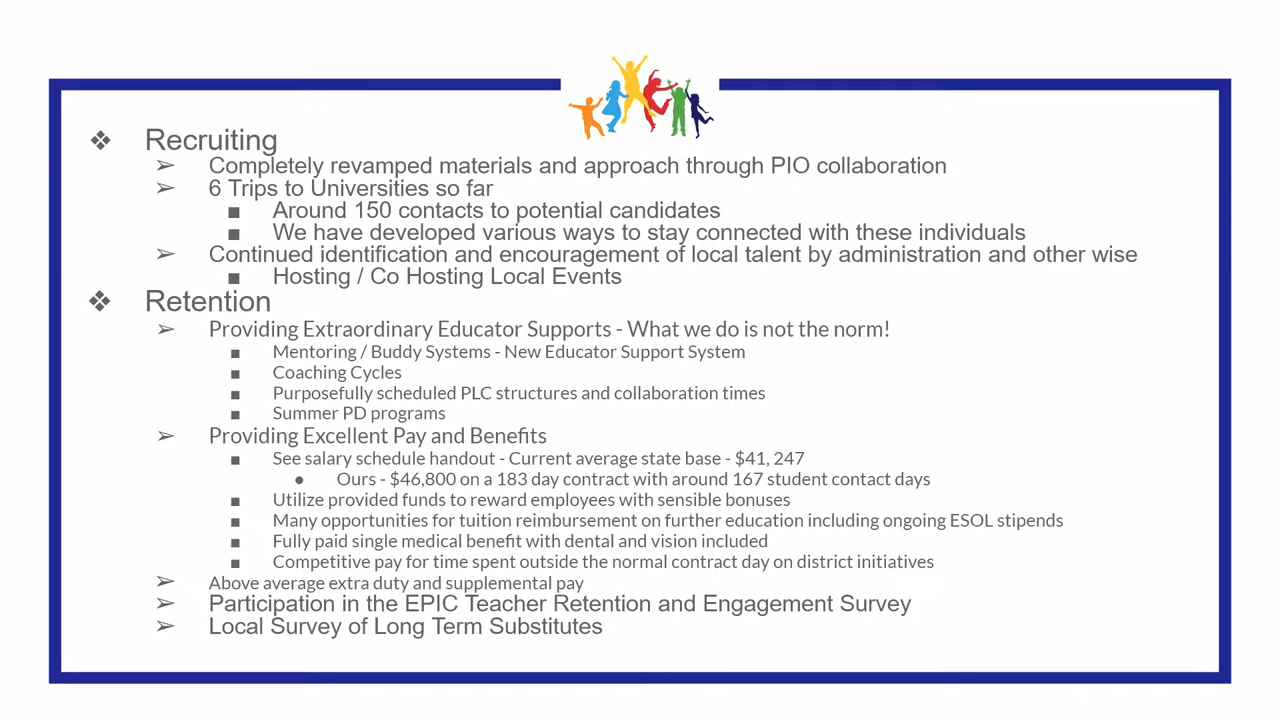 ❖ Recruiting
➢ Completely revamped materials and approach through PIO collaboration
➢ 6 Trips to Universities so far
■ Around 150 contacts to potential candidates
■ We have developed various ways to stay connected with these individuals
➢ Continued identification and encouragement of local talent by administration and other wise
■ Hosting / Co Hosting Local Events
❖ Retention
➢ Providing Extraordinary Educator Supports - What we do is not the norm!
■ Mentoring / Buddy Systems - New Educator Support System
■ Coaching Cycles
■ Purposefully scheduled PLC structures and collaboration times
■ Summer PD programs
➢ Providing Excellent Pay and Benefits
■ See salary schedule handout - Current average state base - $41, 247
● Ours - $46,800 on a 183 day contract with around 167 student contact days
■ Utilize provided funds to reward employees with sensible bonuses
■ Many opportunities for tuition reimbursement on further education including ongoing ESOL stipends
■ Fully paid single medical benefit with dental and vision included
■ Competitive pay for time spent outside the normal contract day on district initiatives
➢ Above average extra duty and supplemental pay
➢ Participation in the EPIC Teacher Retention and Engagement Survey
➢ Local Survey of Long Term Substitutes